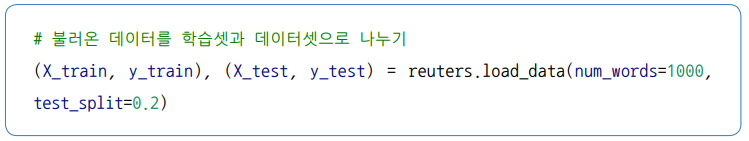 # 불러온 데이터를 학습셋과 데이터셋으로 나누기
(X_train, y_train), (X_test, y_test) = reuters.load_data(num_words=1000,
test_split=0.2)